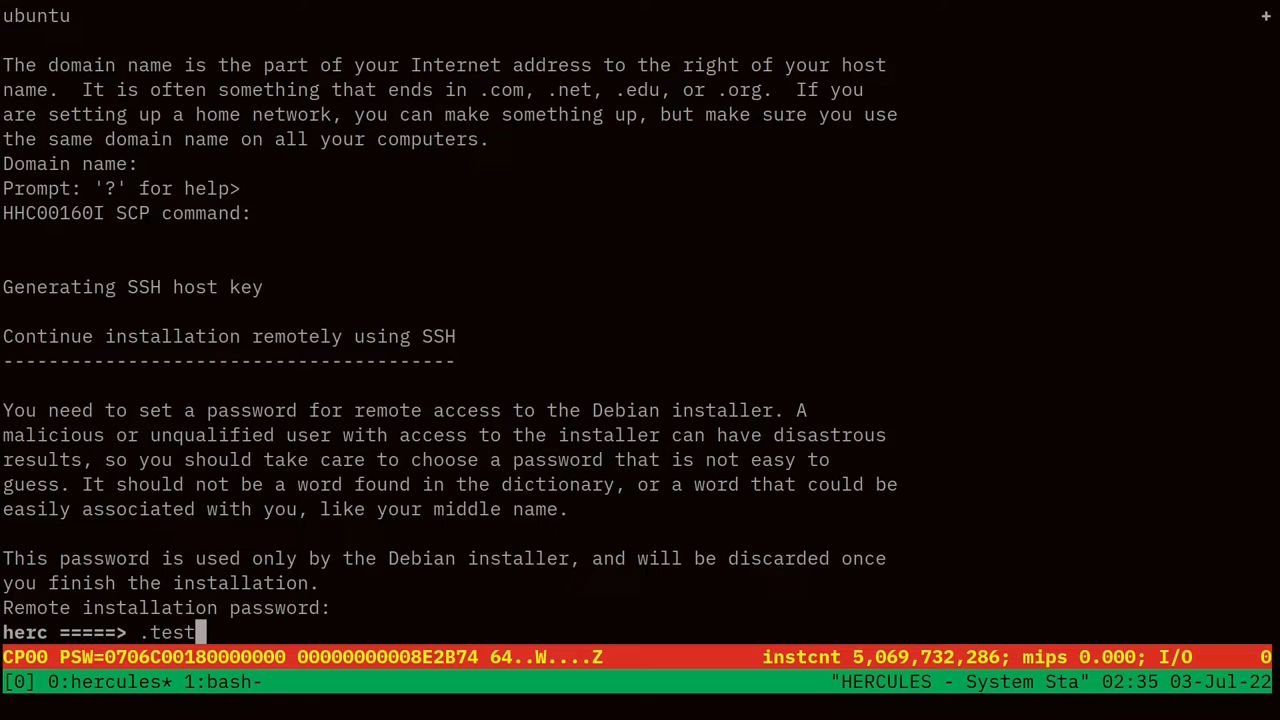 ubuntu +
The domain name is the part of your Internet address to the right of your host
name.  It is often something that ends in .com, .net, .edu, or .org.  If you
are setting up a home network, you can make something up, but make sure you use
the same domain name on all your computers.
Domain name:
Prompt: '?' for help>
HHC00160I SCP command:
Generating SSH host key
Continue installation remotely using SSH
----------------------------------------
You need to set a password for remote access to the Debian installer. A
malicious or unqualified user with access to the installer can have disastrous
results, so you should take care to choose a password that is not easy to
guess. It should not be a word found in the dictionary, or a word that could be
easily associated with you, like your middle name.
This password is used only by the Debian installer, and will be discarded once
you finish the installation.
Remote installation password:
herc =====> .test
CP00 PSW=0706C00180000000 00000000008E2B74 64..W....Z instcnt 5,069,732,286; mips 0.000; I/O 0
[0] 0:hercules* 1:bash- "HERCULES - System Sta" 02:35 03-Jul-22